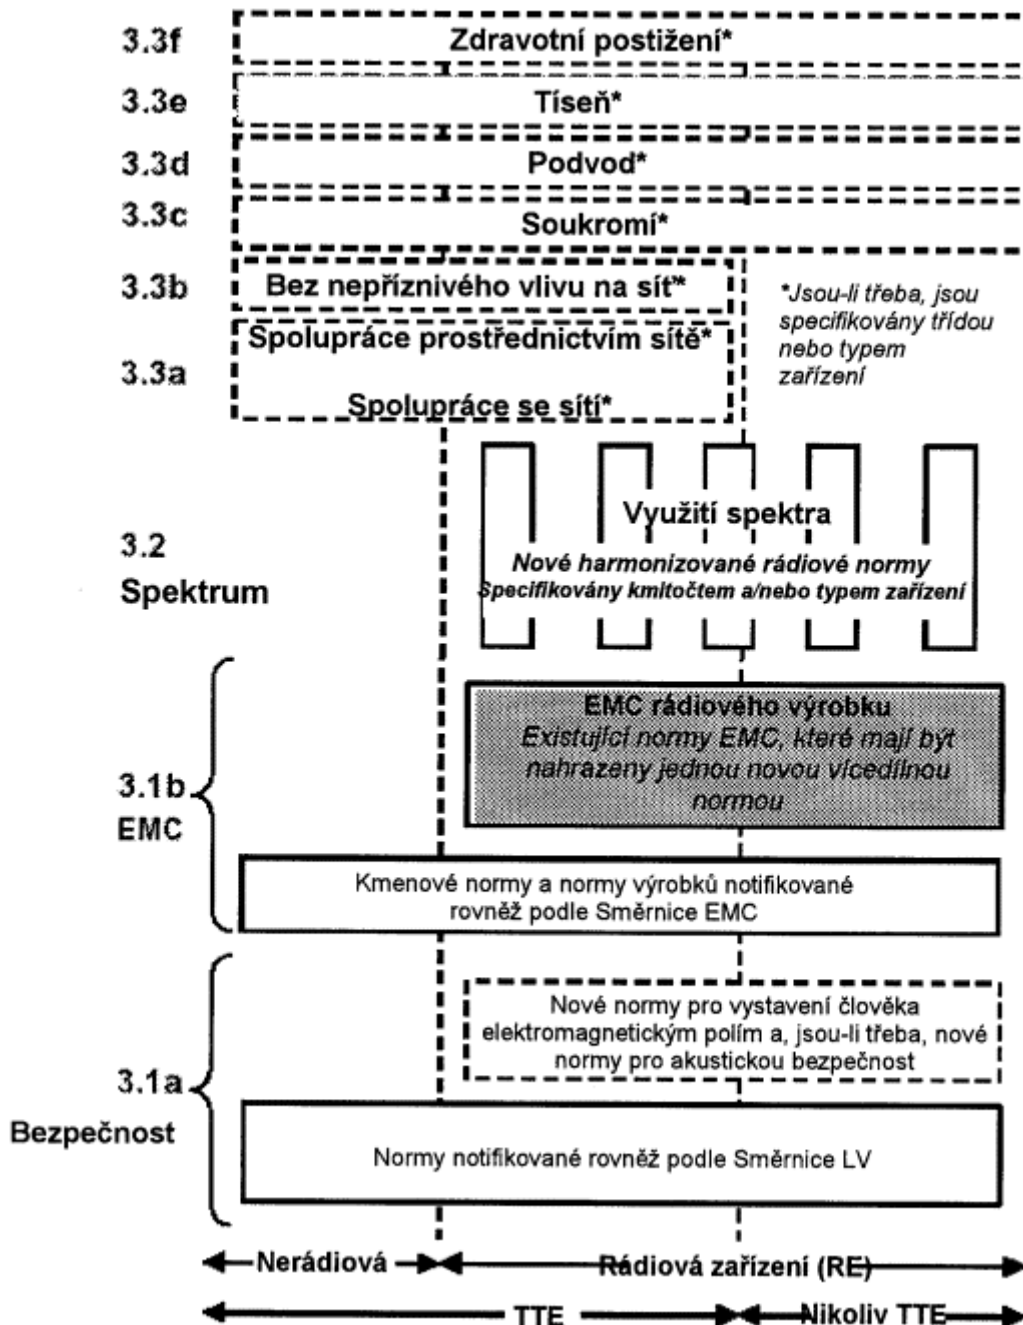 3.3f
Zdravotní postižení*
3.3e
Tíseň*
3.3d
Podvod*
3.3c
Soukromí*
3.3b
Bez nepříznivého vlivu na síť*
*Jsou-li třeba, jsou
specifikovány třídou
nebo typem
zařízení
3.3a
Spolupráce prostřednictvím sítě*
Spolupráce se sítí*
3.2
Spektrum
Využití spektra
Nové harmonizované rádiové normy
Specifikovány kmitočtem a/nebo typem zařízení
3.1b
EMC
EMC rádiového výrobku
Existující normy EMC, které mají být
nahrazeny jednou novou vícedílnou
normou
Kmenové normy a normy výrobků notifikované
rovněž podle Směrnice EMC
3.1a
Bezpečnost
Nové normy pro vystavení člověka
elektromagnetickým polím a, jsou-li třeba, nové
normy pro akustickou bezpečnost
Normy notifikované rovněž podle Směrnice LV
Nerádiová
Rádiová zařízení (RE)
TTE
Nikoliv TTE